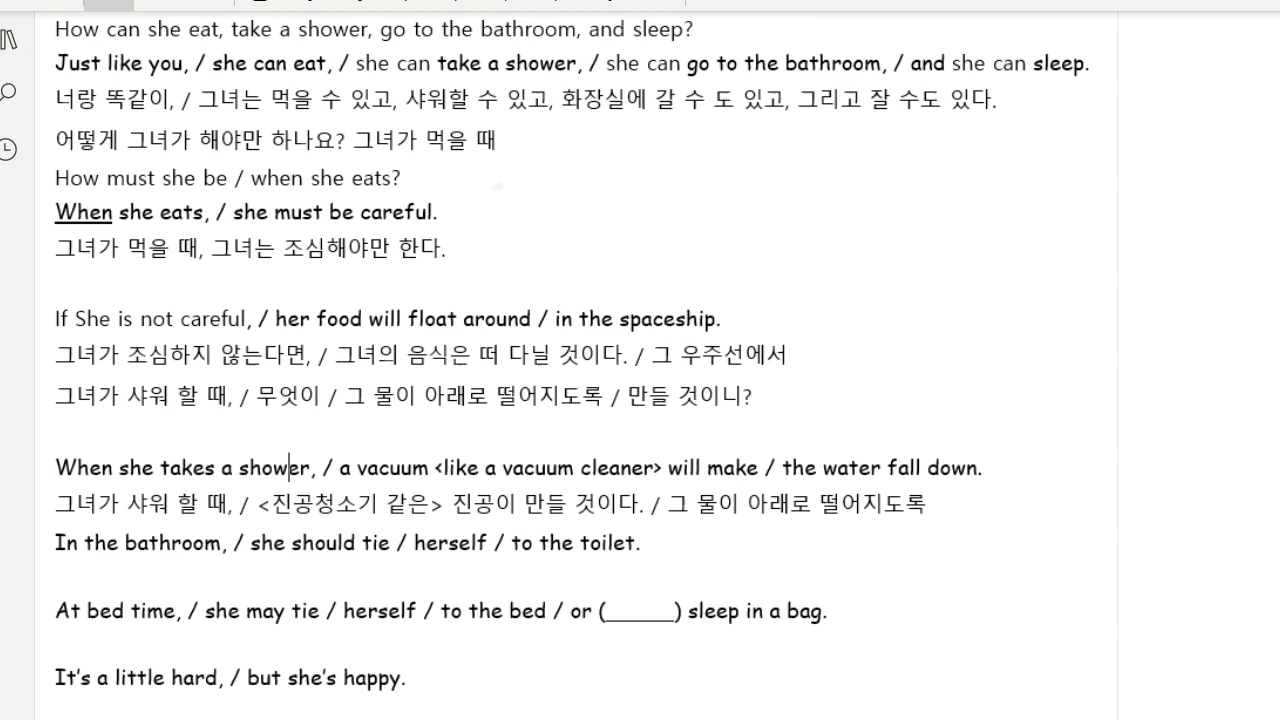 How can she eat, take a shower, go to the bathroom, and sleep?
Just like you, / she can eat, / she can take a shower, / she can go to the bathroom, / and she can sleep.
너랑 똑같이, / 그녀는 먹을 수 있고, 샤워할 수 있고, 화장실에 갈 수 도 있고, 그리고 잘 수도 있다.
어떻게 그녀가 해야만 하나요? 그녀가 먹을 때
How must she be / when she eats?
When she eats, / she must be careful.
그녀가 먹을 때, 그녀는 조심해야만 한다.
If She is not careful, / her food will float around / in the spaceship.
그녀가 조심하지 않는다면, / 그녀의 음식은 떠 다닐 것이다. / 그 우주선에서
그녀가 샤워 할 때, / 무엇이 / 그 물이 아래로 떨어지도록 / 만들 것이니?
When she takes a shower, / a vacuum <like a vacuum cleaner> will make / the water fall down.
그녀가 샤워 할 때, / <진공청소기 같은> 진공이 만들 것이다. / 그 물이 아래로 떨어지도록
In the bathroom, / she should tie / herself / to the toilet.
At bed time, / she may tie / herself / to the bed / or (______) sleep in a bag.
It's a little hard, / but she's happy.